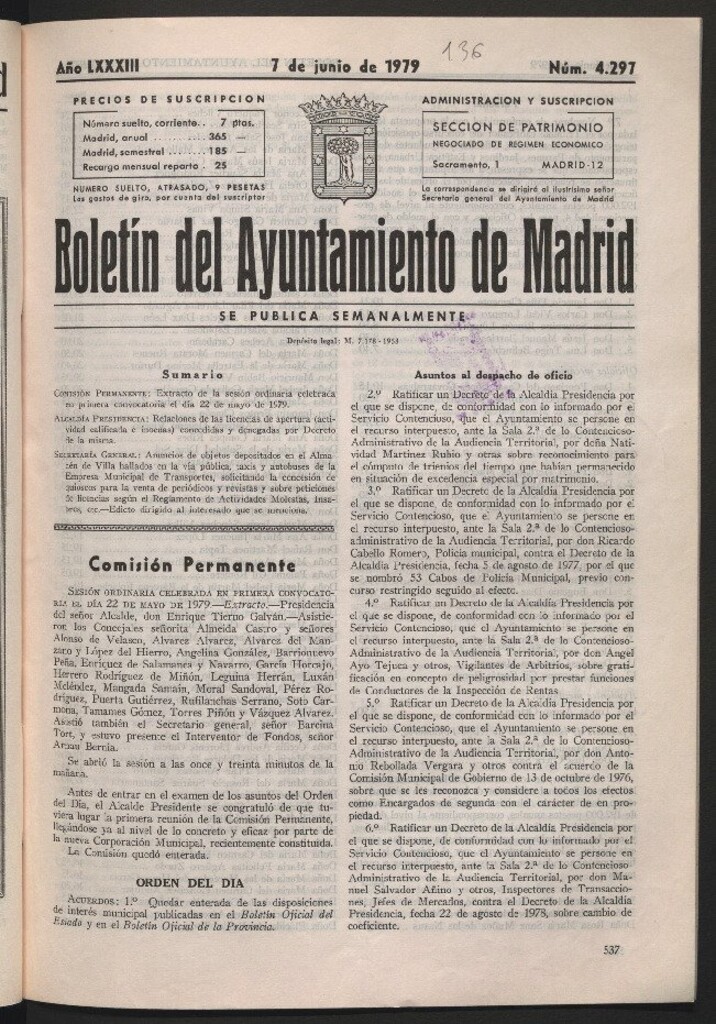 Año LXXXIII
7 de junio de 1979
136
Núm. 4.297
PRECIOS DE SUSCRIPCION
Número suelto, corriente.. 7 ptas.
Madrid, anual ........... 365 —
Madrid, semestral ....... 185 —
Recargo mensual reparto . 25
NUMERO SUELTO, ATRASADO, 9 PESETAS
Los gastos de giro, por cuenta del suscriptor
ADMINISTRACION Y SUSCRIPCION
SECCION DE PATRIMONIO
NEGOCIADO DE REGIMEN ECONOMICO
Sacramento, 1 MADRID-12
La correspondencia se dirigirá al ilustrísimo señor
Secretario general del Ayuntamiento de Madrid
Boletín del Ayuntamiento de Madrid
SE PUBLICA SEMANALMENTE
Depósito legal: M. 7.178-1953
Sumario
COMISIÓN PERMANENTE: Extracto de la sesión ordinaria celebrada
en primera convocatoria el día 22 de mayo de 1979.
ALCALDÍA PRESIDENCIA: Relaciones de las licencias de apertura (acti-
vidad calificada e inocuas) concedidas y denegadas por Decreto
de la misma.
SECRETARÍA GENERAL: Anuncios de objetos depositados en el Alma-
cén de Villa hallados en la vía pública, taxis y autobuses de la
Empresa Municipal de Transportes, solicitando la concesión de
quioscos para la venta de periódicos y revistas y sobre peticiones
de licencias según el Reglamento de Actividades Molestas, Insa-
lubres, etc.—Edicto dirigido al interesado que se menciona.
Comisión Permanente
SESIÓN ORDINARIA CELEBRADA EN PRIMERA CONVOCATO-
RIA EL DÍA 22 DE MAYO DE 1979.—Extracto.—Presidencia
del señor Alcalde, don Enrique Tierno Galván.—Asistie-
ron los Concejales señorita Almeida Castro y señores
Alonso de Velasco, Alvarez Alvarez, Alvarez del Man-
zano y López del Hierro, Angelina González, Barrionuevo
Peña, Enríquez de Salamanca y Navarro, García Horcajo,
Herrero Rodríguez de Miñón, Leguina Herrán, Luxán
Meléndez, Mangada Samaín, Moral Sandoval, Pérez Ro-
dríguez, Puerta Gutiérrez, Rufilanchas Serrano, Soto Car-
mona, Tamames Gómez, Torres Piñón y Vázquez Alvarez.
Asistió también el Secretario general, señor Barcina
Tort, y estuvo presente el Interventor de Fondos, señor
Arnau Bernia.
Se abrió la sesión a las once y treinta minutos de la
mañana.
Antes de entrar en el examen de los asuntos del Orden
del Día, el Alcalde Presidente se congratuló de que tu-
viera lugar la primera reunión de la Comisión Permanente,
llegándose ya al nivel de lo concreto y eficaz por parte de
la nueva Corporación Municipal, recientemente constituida.
La Comisión quedó enterada.
ORDEN DEL DIA
ACUERDOS: 1.º Quedar enterada de las disposiciones
de interés municipal publicadas en el Boletín Oficial del
Estado y en el Boletín Oficial de la Provincia.
Asuntos al despacho de oficio
2.º Ratificar un Decreto de la Alcaldía Presidencia por
el que se dispone, de conformidad con lo informado por el
Servicio Contencioso, que el Ayuntamiento se persone en
el recurso interpuesto, ante la Sala 2.ª de lo Contencioso-
Administrativo de la Audiencia Territorial, por doña Nati-
vidad Martínez Rubio y otras sobre reconocimiento para
el cómputo de trienios del tiempo que habían permanecido
en situación de excedencia especial por matrimonio.
3.º Ratificar un Decreto de la Alcaldía Presidencia por
el que se dispone, de conformidad con lo informado por el
Servicio Contencioso, que el Ayuntamiento se persone en
el recurso interpuesto, ante la Sala 2.ª de lo Contencioso-
administrativo de la Audiencia Territorial, por don Ricardo
Cabello Romero, Policía municipal, contra el Decreto de la
Alcaldía Presidencia, fecha 5 de agosto de 1977, por el que
se nombró 53 Cabos de Policía Municipal, previo con-
curso restringido seguido al efecto.
4.º Ratificar un Decreto de la Alcaldía Presidencia por
el que se dispone, de conformidad con lo informado por el
Servicio Contencioso, que el Ayuntamiento se persone en
el recurso interpuesto, ante la Sala 2.ª de lo Contencioso-
Administrativo de la Audiencia Territorial, por don Angel
Ayo Tejuca y otros, Vigilantes de Arbitrios, sobre grati-
ficación en concepto de peligrosidad por prestar funciones
de Conductores de la Inspección de Rentas
5.º Ratificar un Decreto de la Alcaldía Presidencia por
el que se dispone, de conformidad con lo informado por el
Servicio Contencioso, que el Ayuntamiento se persone en
el recurso interpuesto, ante la Sala 2.ª de lo Contencioso-
Administrativo de la Audiencia Territorial, por don Anto-
nio Rebollada Vergara y otros contra el acuerdo de la
Comisión Municipal de Gobierno de 13 de octubre de 1976,
sobre que se les reconozca y considere a todos los efectos
como Encargados de segunda con el carácter de en pro-
piedad.
6.º Ratificar un Decreto de la Alcaldía Presidencia por
el que se dispone, de conformidad con lo informado por el
Servicio Contencioso, que el Ayuntamiento se persone en
el recurso interpuesto, ante la Sala 2.ª de lo Contencioso-
Administrativo de la Audiencia Territorial, por don Ma-
nuel Salvador Añino y otros, Inspectores de Transaccio-
nes, Jefes de Mercados, contra el Decreto de la Alcaldía
Presidencia, fecha 22 de agosto de 1978, sobre cambio de
coeficiente.
537